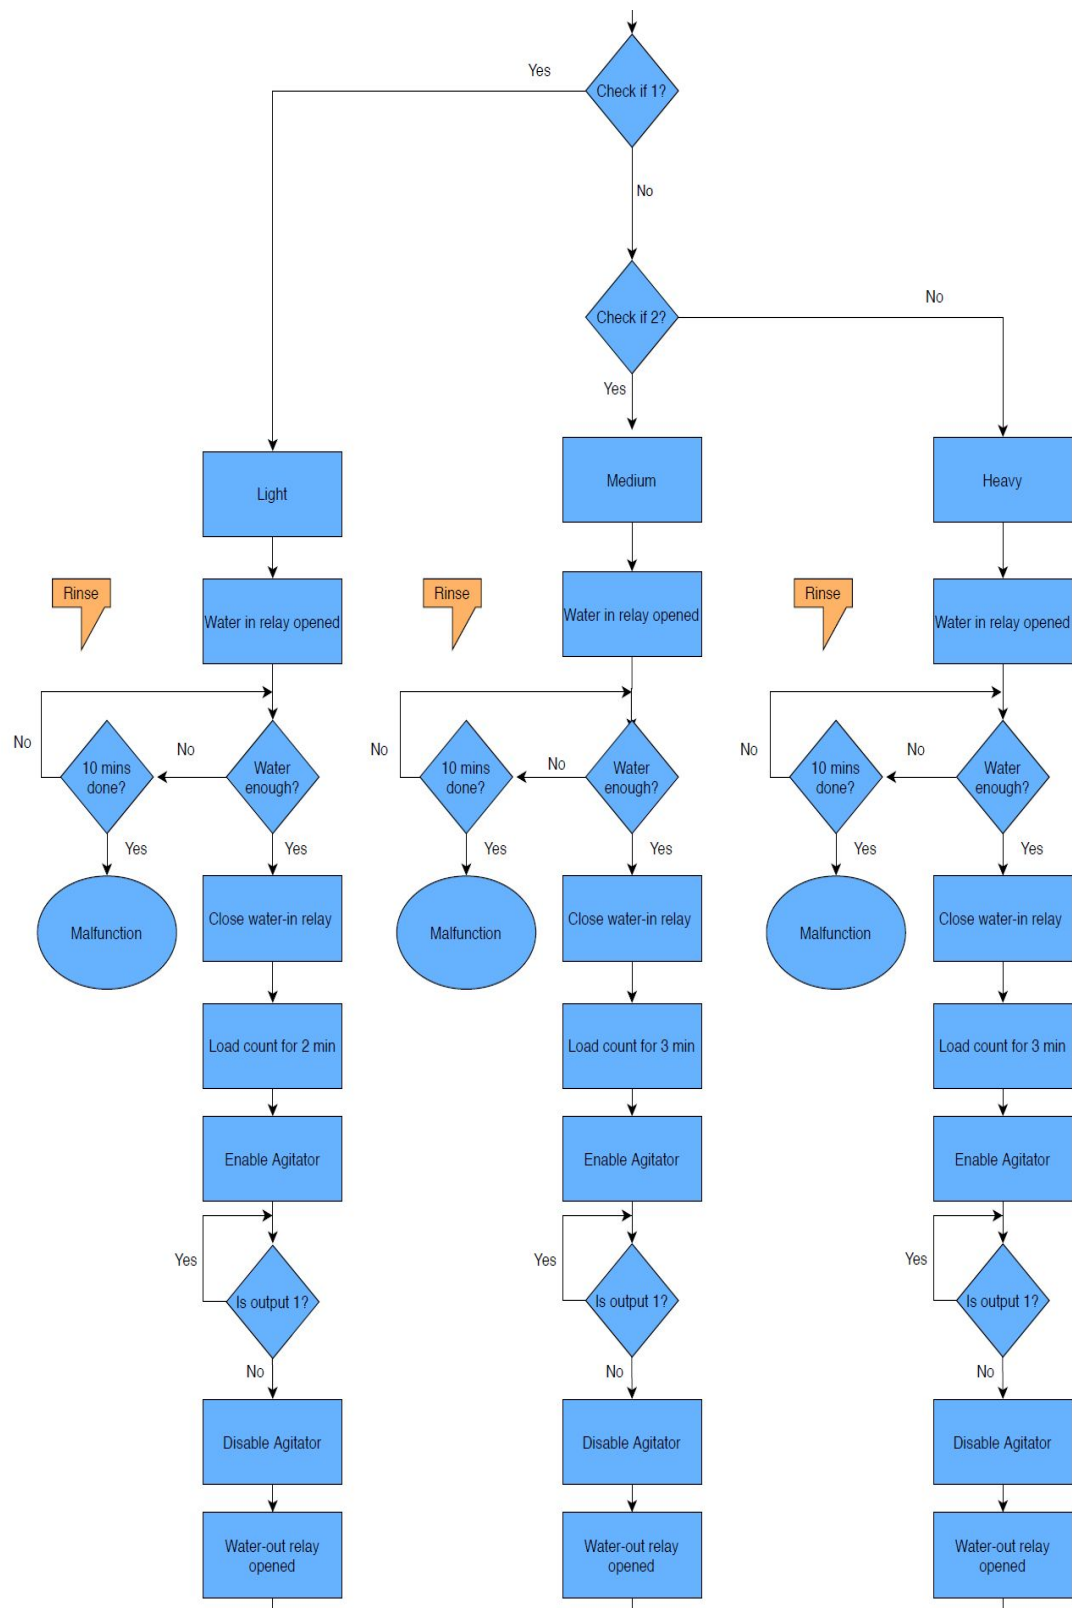 Yes
Check if 1?
No
Check if 2?
No
Yes
Light
Medium
Heavy
Rinse
Water in relay opened
Rinse
Water in relay opened
Rinse
Water in relay opened
No
10 mins
done?
No
Water
enough?
No
10 mins
done?
No
Water
enough?
No
10 mins
done?
No
Water
enough?
Yes
Yes
Yes
Yes
Yes
Yes
Malfunction
Close water-in relay
Malfunction
Close water-in relay
Malfunction
Close water-in relay
Load count for 2 min
Load count for 3 min
Load count for 3 min
Enable Agitator
Enable Agitator
Enable Agitator
Yes
Is output 1?
Yes
Is output 1?
Yes
Is output 1?
No
No
No
Disable Agitator
Disable Agitator
Disable Agitator
Water-out relay
opened
Water-out relay
opened
Water-out relay
opened